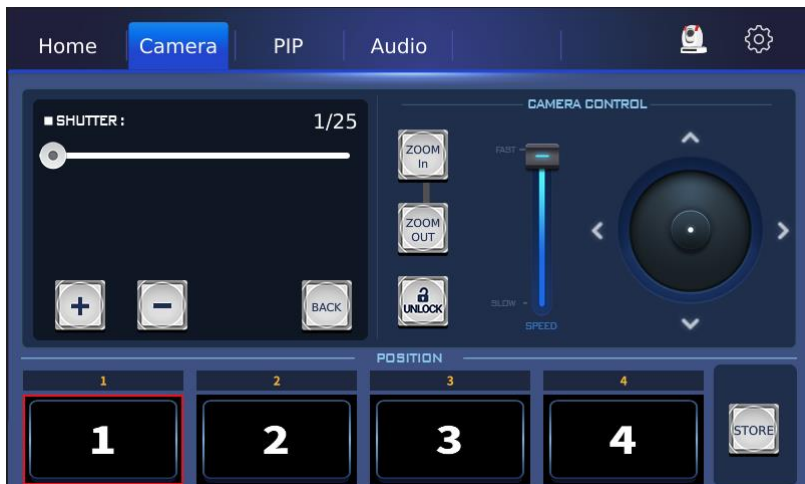 Home Camera PIP Audio
SHUTTER: 1/25
+ - BACK
CAMERA CONTROL
ZOOM
In
ZOOM
OUT
UNLOCK
FAST
SLOW
SPEED
POSITION
1 2 3 4
1 2 3 4
STORE